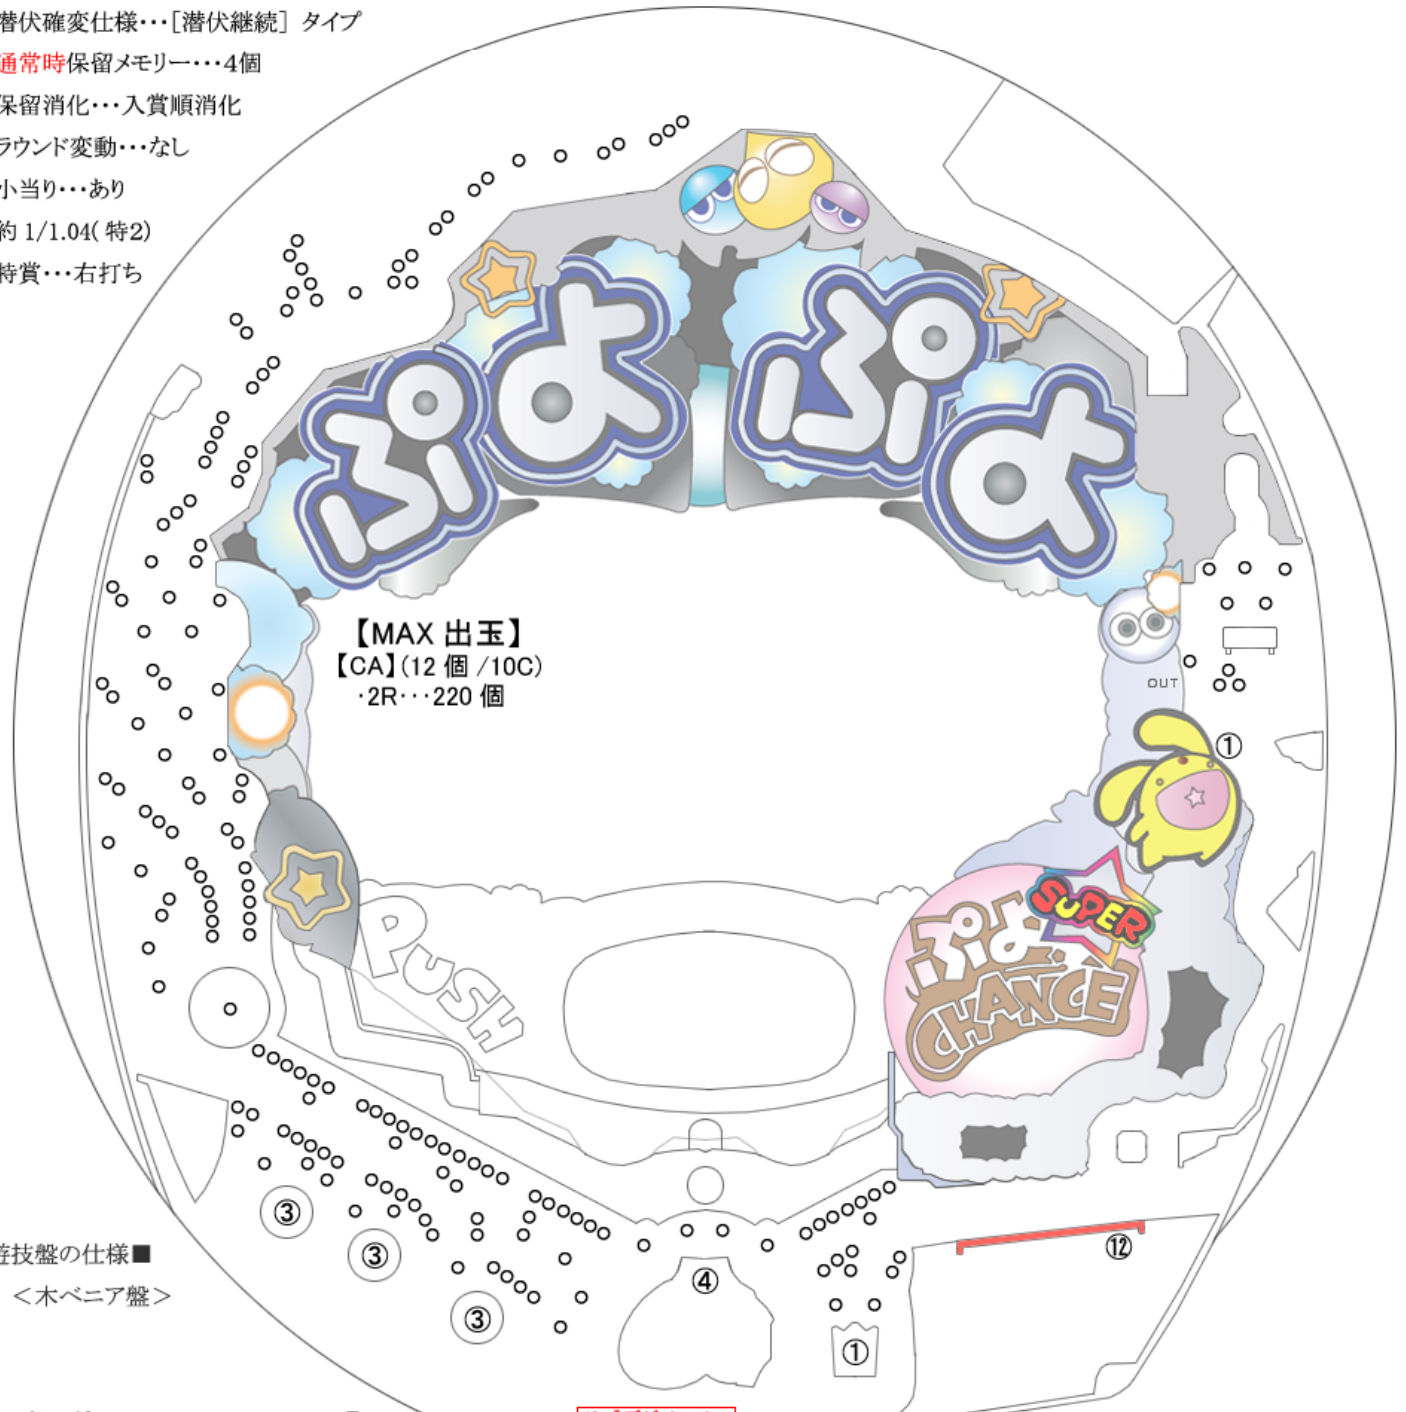 潜伏確変仕様･･･[潜伏継続] タイプ
通常時保留メモリー･･･4個
保留消化･･･入賞順消化
ラウンド変動･･･なし
小当り･･･あり
約 1/1.04( 特2)
特賞･･･右打ち
ぷよぷよ
【MAX 出玉】
【CA】(12 個 /10C)
･2R･･･220 個
OUT
①
SUPER
ぷよ
CHANCE
PUSH
③
③
③
④
①
⑫
遊技盤の仕様■
＜木ベニア盤＞